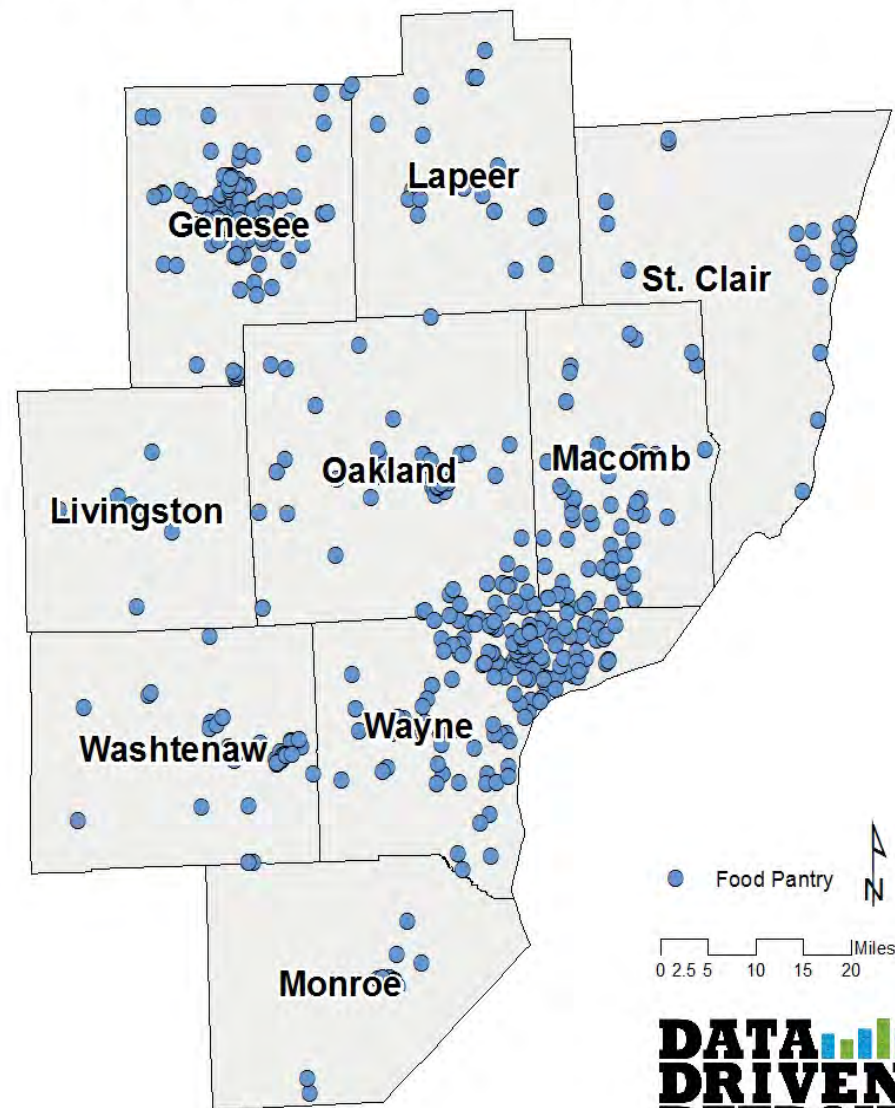 Lapeer
Genesee
St. Clair
Oakland
Macomb
Livingston
Washtenaw
Wayne
Food Pantry
N
Miles
0 2.5 5 10 15 20
Monroe
DATA
DRIVEN